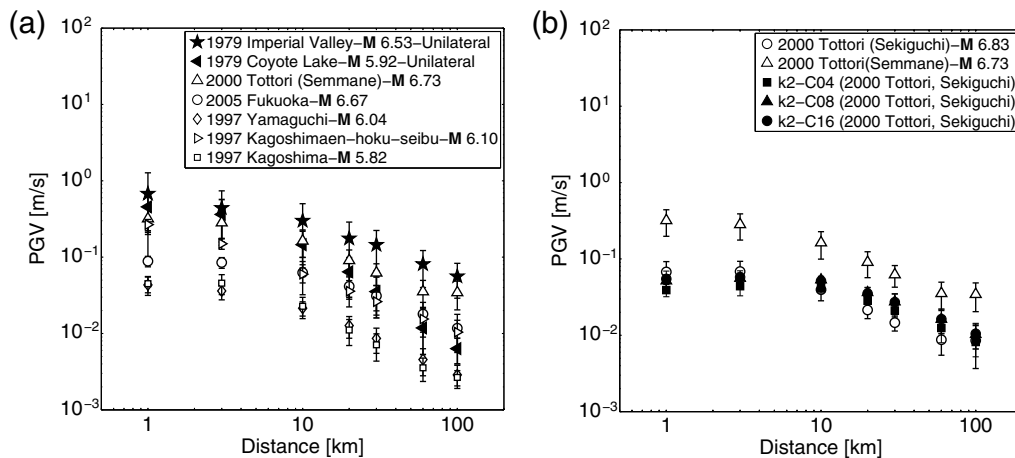 (a)
★ 1979 Imperial Valley–M 6.53–Unilateral
◀ 1979 Coyote Lake–M 5.92–Unilateral
△ 2000 Tottori (Semmane)–M 6.73
○ 2005 Fukuoka–M 6.67
◇ 1997 Yamaguchi–M 6.04
▷ 1997 Kagoshimaen–hoku–seibu–M 6.10
□ 1997 Kagoshima–M 5.82
PGV [m/s]
10²
10¹
10⁰
10⁻¹
10⁻²
10⁻³
1 10 100
Distance [km]
(b)
○ 2000 Tottori (Sekiguchi)–M 6.83
△ 2000 Tottori(Semmane)–M 6.73
■ k2–C04 (2000 Tottori, Sekiguchi)
▲ k2–C08 (2000 Tottori, Sekiguchi)
● k2–C16 (2000 Tottori, Sekiguchi)
PGV [m/s]
10²
10¹
10⁰
10⁻¹
10⁻²
10⁻³
1 10 100
Distance [km]